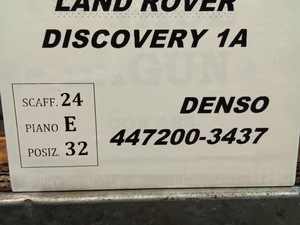 LAND ROVER
DISCOVERY 1A
SCAFF. 24
PIANO E
POSIZ. 32
DENSO
447200-3437